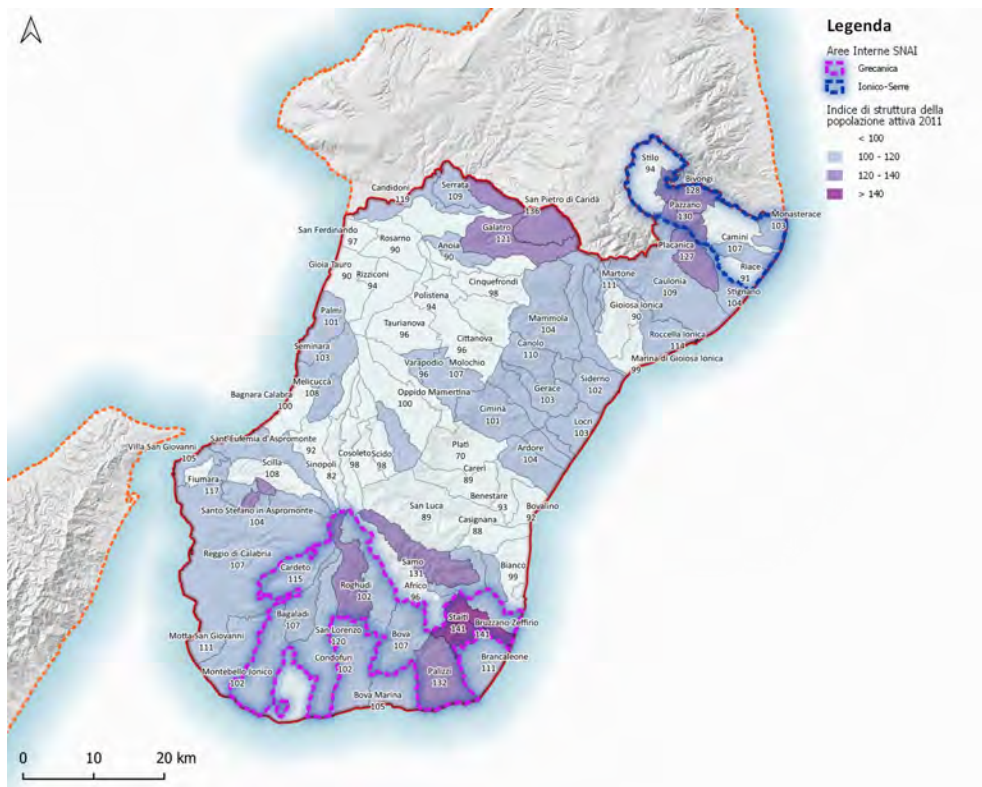 Legenda
Aree Interne SNAI
Grecanica
Ionico-Serre
Indice di struttura della
popolazione attiva 2011
< 100
100 - 120
120 - 140
> 140
Stilo
94
Bivongi
128
Pazzano
130
Monasterace
103
Camini
107
Riace
91
Stignano
104
Placanica
127
Caulonia
109
Roccella Ionica
114
Martone
111
Gioiosa Ionica
90
Marina di Gioiosa Ionica
99
Candidoni
119
Serrata
109
San Pietro di Caridà
136
Galatro
121
San Ferdinando
97
Rosarno
90
Anoia
90
Gioia Tauro
90
Rizziconi
94
Cinquefrondi
98
Polistena
94
Palmi
101
Taurianova
96
Cittanova
96
Mammola
104
Canolo
110
Seminara
103
Varapodio
96
Molochio
107
Melicuccà
108
Oppido Mamertina
100
Gerace
103
Siderno
102
Bagnara Calabra
100
Ciminà
101
Locri
103
Ardore
104
Villa San Giovanni
105
Sant'Eufemia d'Aspromonte
92
Platì
70
Careri
89
Scilla
108
Sinopoli
82
Cosoleto
98
Scido
98
Fiumara
117
Benestare
93
Bovalino
92
San Luca
89
Casignana
88
Santo Stefano in Aspromonte
104
Reggio di Calabria
107
Cardeto
115
Samo
131
Bianco
99
Africo
96
Roghudi
102
Bagaladi
107
San Lorenzo
120
Bova
107
Staiti
141
Bruzzano Zeffirio
141
Motta San Giovanni
111
Montebello Ionico
102
Condofuri
102
Palizzi
132
Brancaleone
111
Bova Marina
105
0 10 20 km